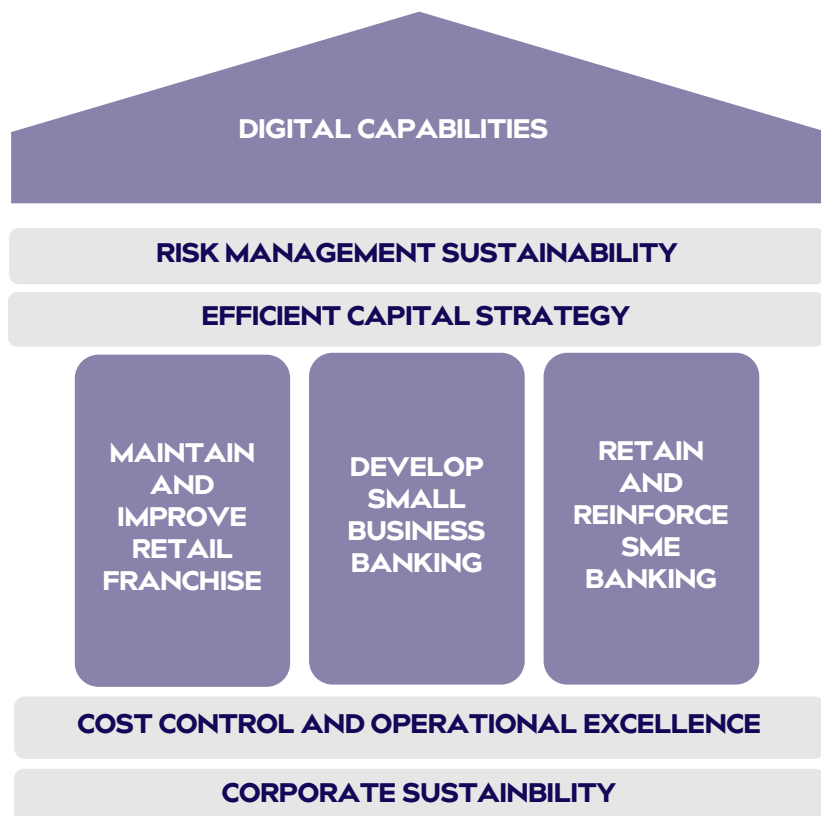 DIGITAL CAPABILITIES
RISK MANAGEMENT SUSTAINABILITY
EFFICIENT CAPITAL STRATEGY
MAINTAIN
AND
IMPROVE
RETAIL
FRANCHISE
DEVELOP
SMALL
BUSINESS
BANKING
RETAIN
AND
REINFORCE
SME
BANKING
COST CONTROL AND OPERATIONAL EXCELLENCE
CORPORATE SUSTAINBILITY